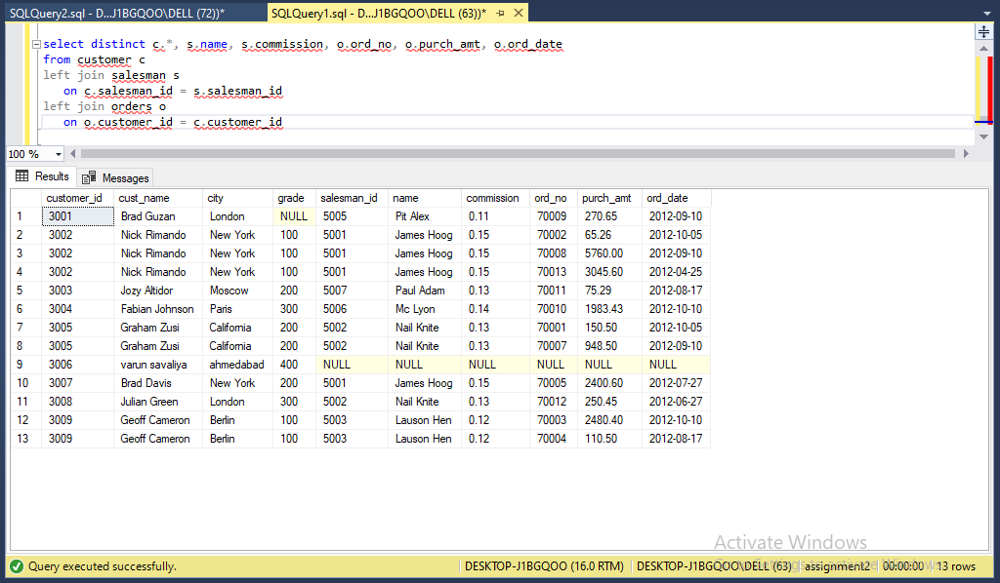 SQLQuery2.sql - D...J1BGQOO\DELL (72))*
SQLQuery1.sql - D...J1BGQOO\DELL (63))*
select distinct c.*, s.name, s.commission, o.ord_no, o.purch_amt, o.ord_date
from customer c
left join salesman s
on c.salesman_id = s.salesman_id
left join orders o
on o.customer_id = c.customer_id
100 %
Results Messages
customer_id cust_name city grade salesman_id name commission ord_no purch_amt ord_date
1 3001 Brad Guzan London NULL 5005 Pit Alex 0.11 70009 270.65 2012-09-10
2 3002 Nick Rimando New York 100 5001 James Hoog 0.15 70002 65.26 2012-10-05
3 3002 Nick Rimando New York 100 5001 James Hoog 0.15 70008 5760.00 2012-09-10
4 3002 Nick Rimando New York 100 5001 James Hoog 0.15 70013 3045.60 2012-04-25
5 3003 Jozy Altidor Moscow 200 5007 Paul Adam 0.13 70011 75.29 2012-08-17
6 3004 Fabian Johnson Paris 300 5006 Mc Lyon 0.14 70010 1983.43 2012-10-10
7 3005 Graham Zusi California 200 5002 Nail Knite 0.13 70001 150.50 2012-10-05
8 3005 Graham Zusi California 200 5002 Nail Knite 0.13 70007 948.50 2012-09-10
9 3006 varun savaliya ahmedabad 400 NULL NULL NULL NULL NULL NULL
10 3007 Brad Davis New York 200 5001 James Hoog 0.15 70005 2400.60 2012-07-27
11 3008 Julian Green London 300 5002 Nail Knite 0.13 70012 250.45 2012-06-27
12 3009 Geoff Cameron Berlin 100 5003 Lauson Hen 0.12 70003 2480.40 2012-10-10
13 3009 Geoff Cameron Berlin 100 5003 Lauson Hen 0.12 70004 110.50 2012-08-17
Activate Windows
Go to Settings to activate Windows.
Query executed successfully. DESKTOP-J1BGQOO (16.0 RTM) DESKTOP-J1BGQOO\DELL (63) assignment2 00:00:00 13 rows